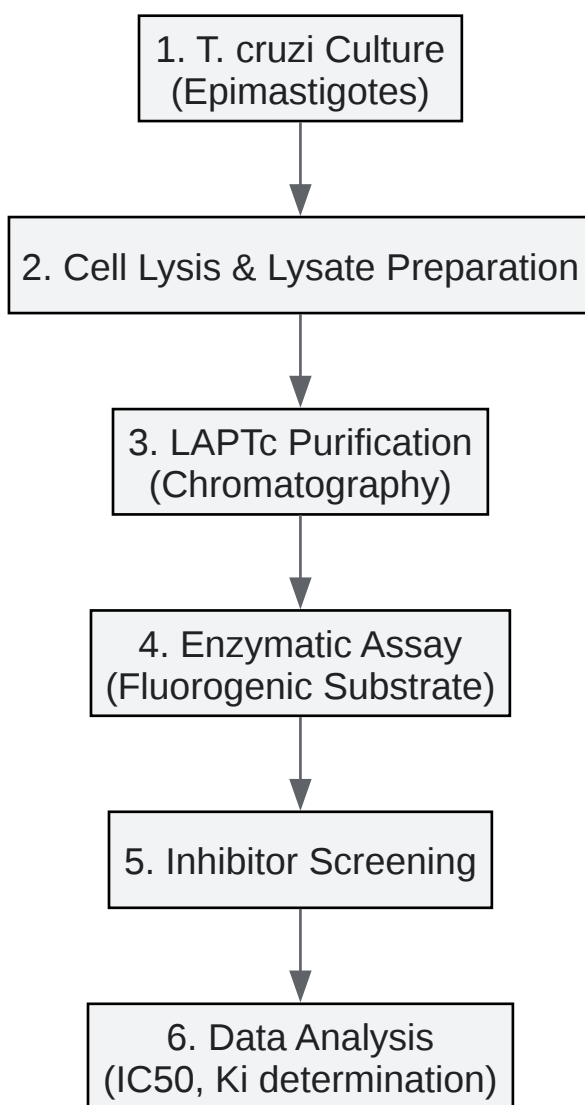 1. T. cruzi Culture
(Epimastigotes)
2. Cell Lysis & Lysate Preparation
3. LAPTc Purification
(Chromatography)
4. Enzymatic Assay
(Fluorogenic Substrate)
5. Inhibitor Screening
6. Data Analysis
(IC50, Ki determination)